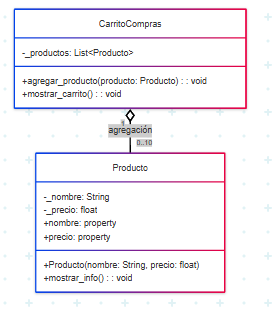 CarritoCompras
-_productos: List<Producto>
+agregar_producto(producto: Producto) : : void
+mostrar_carrito() : : void
1
agregación
0..10
Producto
-_nombre: String
-_precio: float
+nombre: property
+precio: property
+Producto(nombre: String, precio: float)
+mostrar_info() : : void